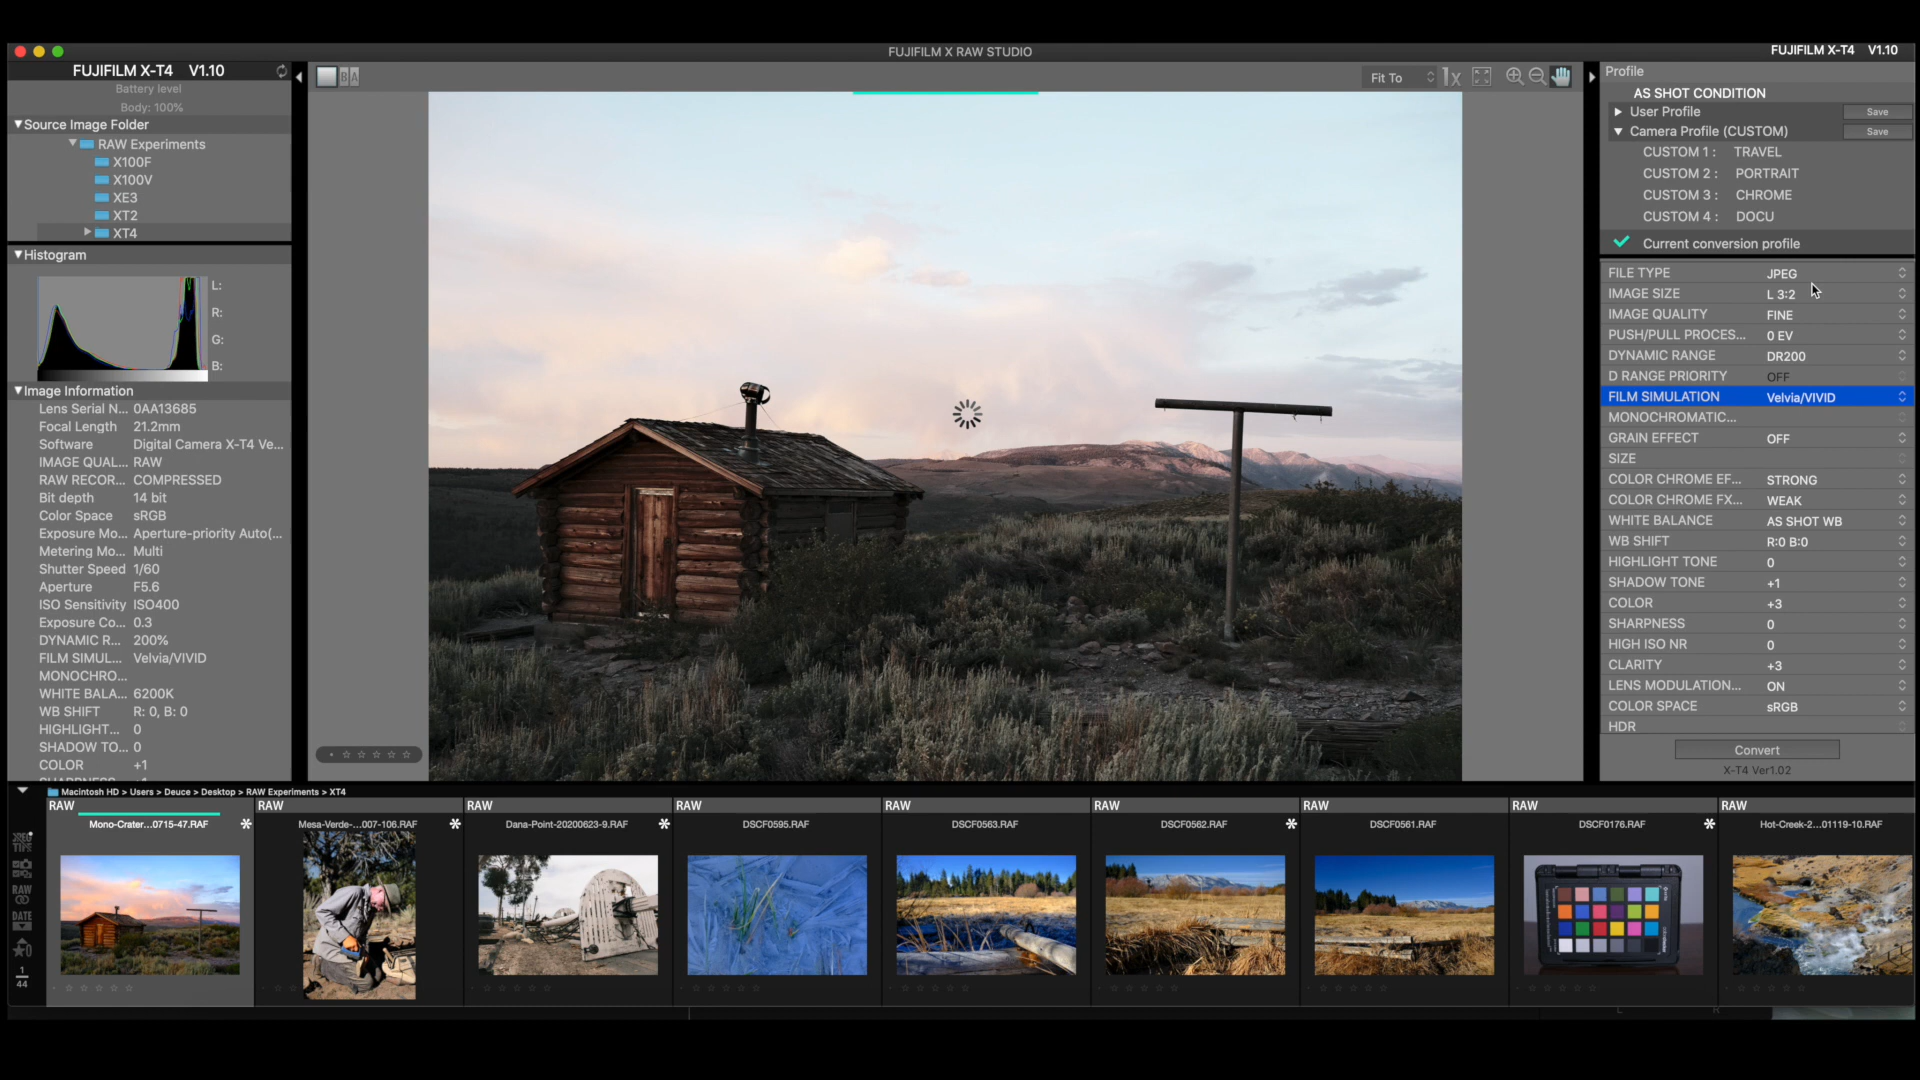 FUJIFILM X RAW STUDIO
FUJIFILM X-T4 V1.10
FUJIFILM X-T4 V1.10
Battery level
Body: 100%
Source Image Folder
RAW Experiments
X100F
X100V
XE3
XT2
XT4
Histogram
L:
R:
G:
B:
Image Information
Lens Serial N... 0AA13685
Focal Length 21.2mm
Software Digital Camera X-T4 Ve...
IMAGE QUAL... RAW
RAW RECOR... COMPRESSED
Bit depth 14 bit
Color Space sRGB
Exposure Mo... Aperture-priority Auto(...
Metering Mo... Multi
Shutter Speed 1/60
Aperture F5.6
ISO Sensitivity ISO400
Exposure Co... 0.3
DYNAMIC R... 200%
FILM SIMUL... Velvia/VIVID
MONOCHRO...
WHITE BALA... 6200K
WB SHIFT R: 0, B: 0
HIGHLIGHT... 0
SHADOW TO... 0
COLOR +1
B A
Fit To
1x
Profile
AS SHOT CONDITION
User Profile Save
Camera Profile (CUSTOM) Save
CUSTOM 1 : TRAVEL
CUSTOM 2 : PORTRAIT
CUSTOM 3 : CHROME
CUSTOM 4 : DOCU
Current conversion profile
FILE TYPE JPEG
IMAGE SIZE L 3:2
IMAGE QUALITY FINE
PUSH/PULL PROCES... 0 EV
DYNAMIC RANGE DR200
D RANGE PRIORITY OFF
FILM SIMULATION Velvia/VIVID
MONOCHROMATIC...
GRAIN EFFECT OFF
SIZE
COLOR CHROME EF... STRONG
COLOR CHROME FX... WEAK
WHITE BALANCE AS SHOT WB
WB SHIFT R:0 B:0
HIGHLIGHT TONE 0
SHADOW TONE +1
COLOR +3
SHARPNESS 0
HIGH ISO NR 0
CLARITY +3
LENS MODULATION... ON
COLOR SPACE sRGB
HDR
Convert
X-T4 Ver1.02
Macintosh HD > Users > Deuce > Desktop > RAW Experiments > XT4
RAW RAW RAW RAW RAW RAW RAW RAW RAW
Mono-Crater...0715-47.RAF Mesa-Verde-...007-106.RAF Dana-Point-20200623-9.RAF DSCF0595.RAF DSCF0563.RAF DSCF0562.RAF DSCF0561.RAF DSCF0176.RAF Hot-Creek-2...01119-10.RAF
RAW
DATE
1
44
L R